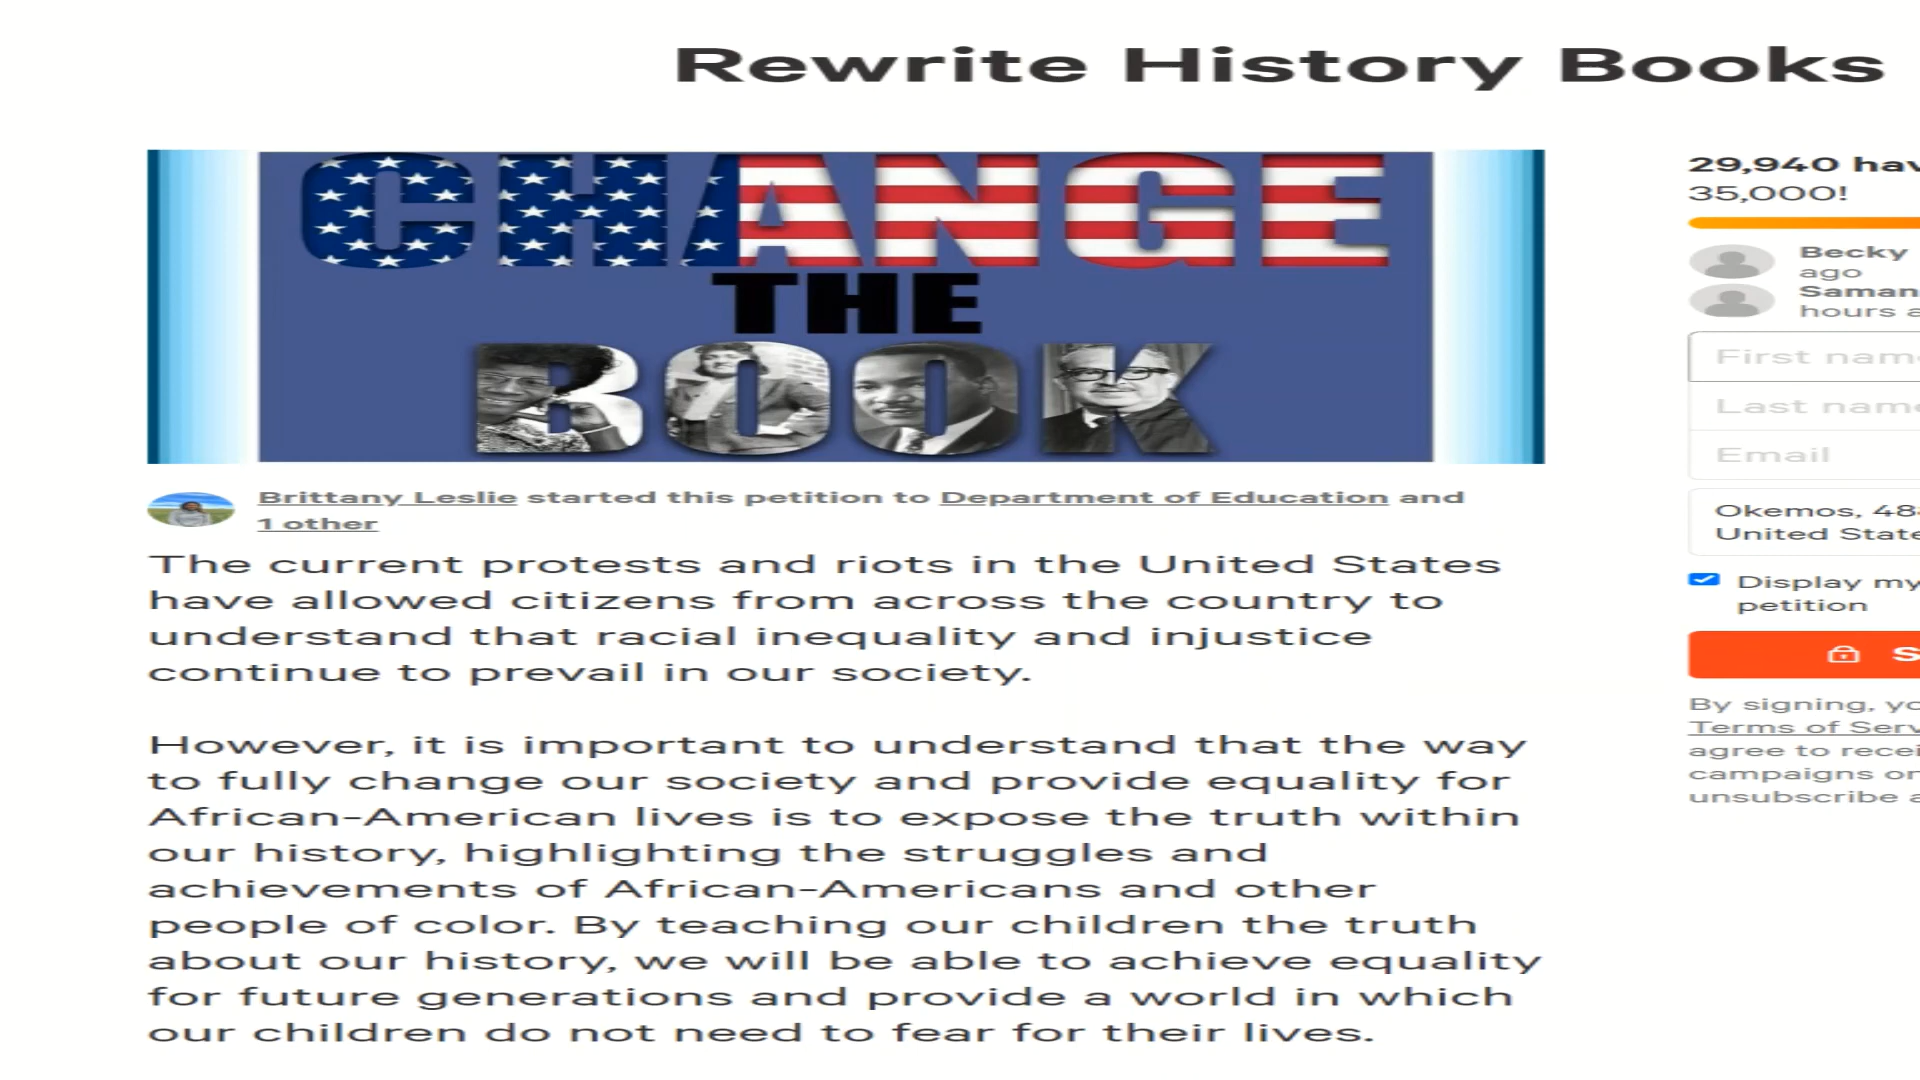 Rewrite History Books
CHANGE
THE
BOOK
Brittany Leslie started this petition to Department of Education and
1 other
The current protests and riots in the United States
have allowed citizens from across the country to
understand that racial inequality and injustice
continue to prevail in our society.
However, it is important to understand that the way
to fully change our society and provide equality for
African-American lives is to expose the truth within
our history, highlighting the struggles and
achievements of African-Americans and other
people of color. By teaching our children the truth
about our history, we will be able to achieve equality
for future generations and provide a world in which
our children do not need to fear for their lives.
29,940
35,000!
Becky
ago
hours
First
Last
Email
Okemos,
United
Display my
petition
By signing,
Terms of
agree to
campaigns
unsubscribe